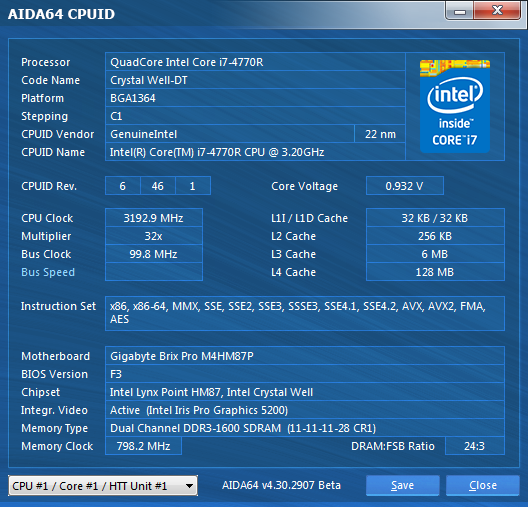 AIDA64 CPUID
Processor QuadCore Intel Core i7-4770R
Code Name Crystal Well-DT
Platform BGA1364
Stepping C1
CPUID Vendor GenuineIntel 22 nm
CPUID Name Intel(R) Core(TM) i7-4770R CPU @ 3.20GHz
intel
inside™
CORE™ i7
CPUID Rev. 6 46 1 Core Voltage 0.932 V
CPU Clock 3192.9 MHz L1I / L1D Cache 32 KB / 32 KB
Multiplier 32x L2 Cache 256 KB
Bus Clock 99.8 MHz L3 Cache 6 MB
Bus Speed L4 Cache 128 MB
Instruction Set x86, x86-64, MMX, SSE, SSE2, SSE3, SSSE3, SSE4.1, SSE4.2, AVX, AVX2, FMA,
AES
Motherboard Gigabyte Brix Pro M4HM87P
BIOS Version F3
Chipset Intel Lynx Point HM87, Intel Crystal Well
Integr. Video Active (Intel Iris Pro Graphics 5200)
Memory Type Dual Channel DDR3-1600 SDRAM (11-11-11-28 CR1)
Memory Clock 798.2 MHz DRAM:FSB Ratio 24:3
CPU #1 / Core #1 / HTT Unit #1 AIDA64 v4.30.2907 Beta Save Close